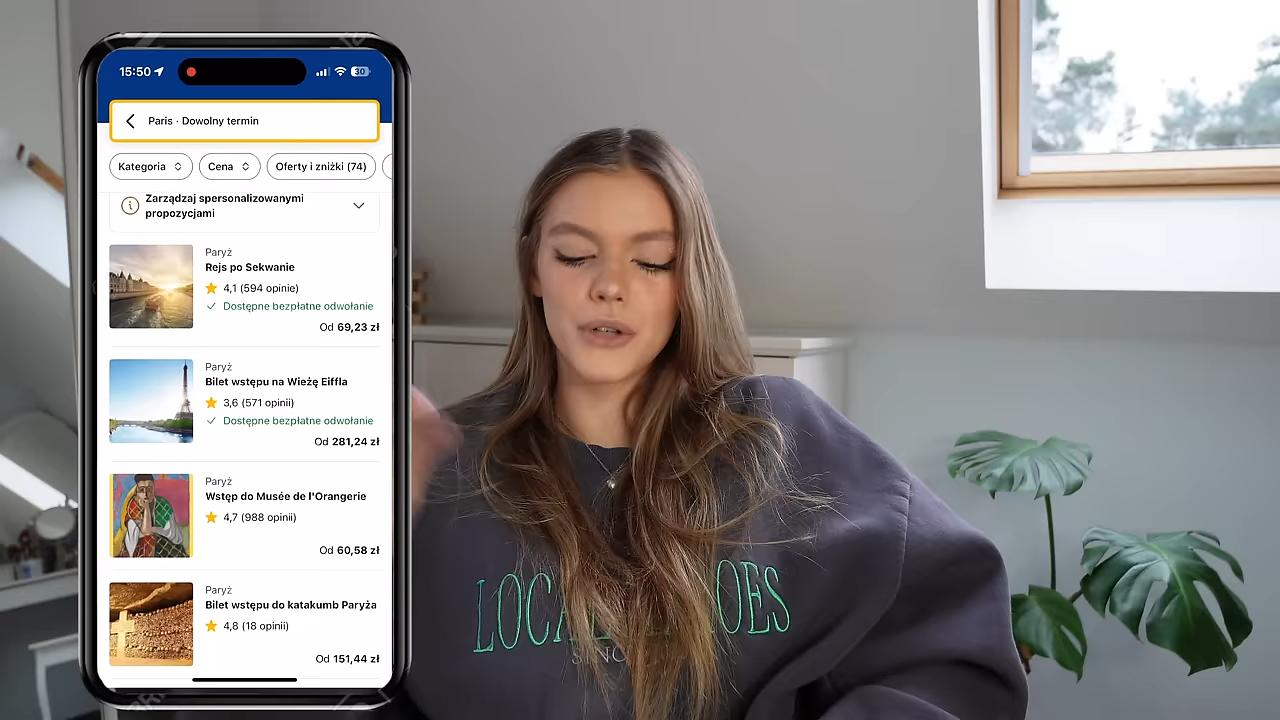 15:50
30
Paris · Dowolny termin
Kategoria
Cena
Oferty i zniżki (74)
Zarządzaj spersonalizowanymi
propozycjami
Paryż
Rejs po Sekwanie
4,1 (594 opinie)
Dostępne bezpłatne odwołanie
Od 69,23 zł
Paryż
Bilet wstępu na Wieżę Eiffla
3,6 (571 opinii)
Dostępne bezpłatne odwołanie
Od 281,24 zł
Paryż
Wstęp do Musée de l'Orangerie
4,7 (988 opinii)
Od 60,58 zł
Paryż
Bilet wstępu do katakumb Paryża
4,8 (18 opinii)
Od 151,44 zł